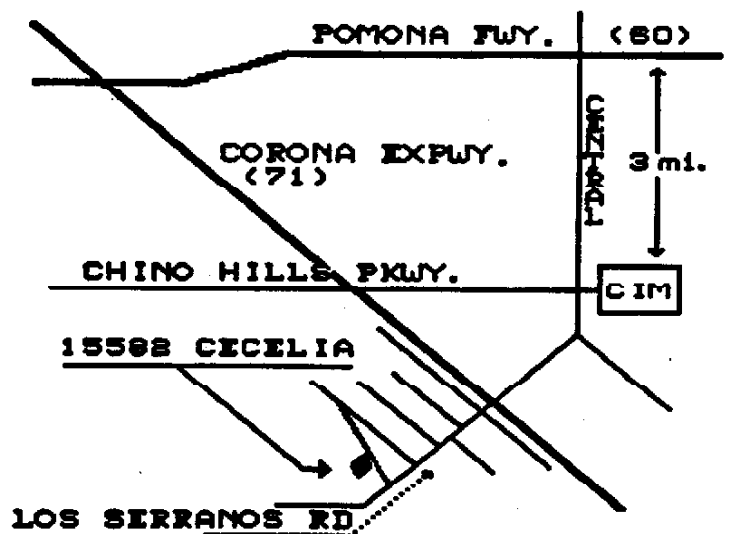 POMONA FWY. (60)
CENTRAL
CORONA EXPWY.
(71)
3 mi.
CHINO HILLS PKWY.
CIM
15582 CECELIA
LOS SERRANOS RD